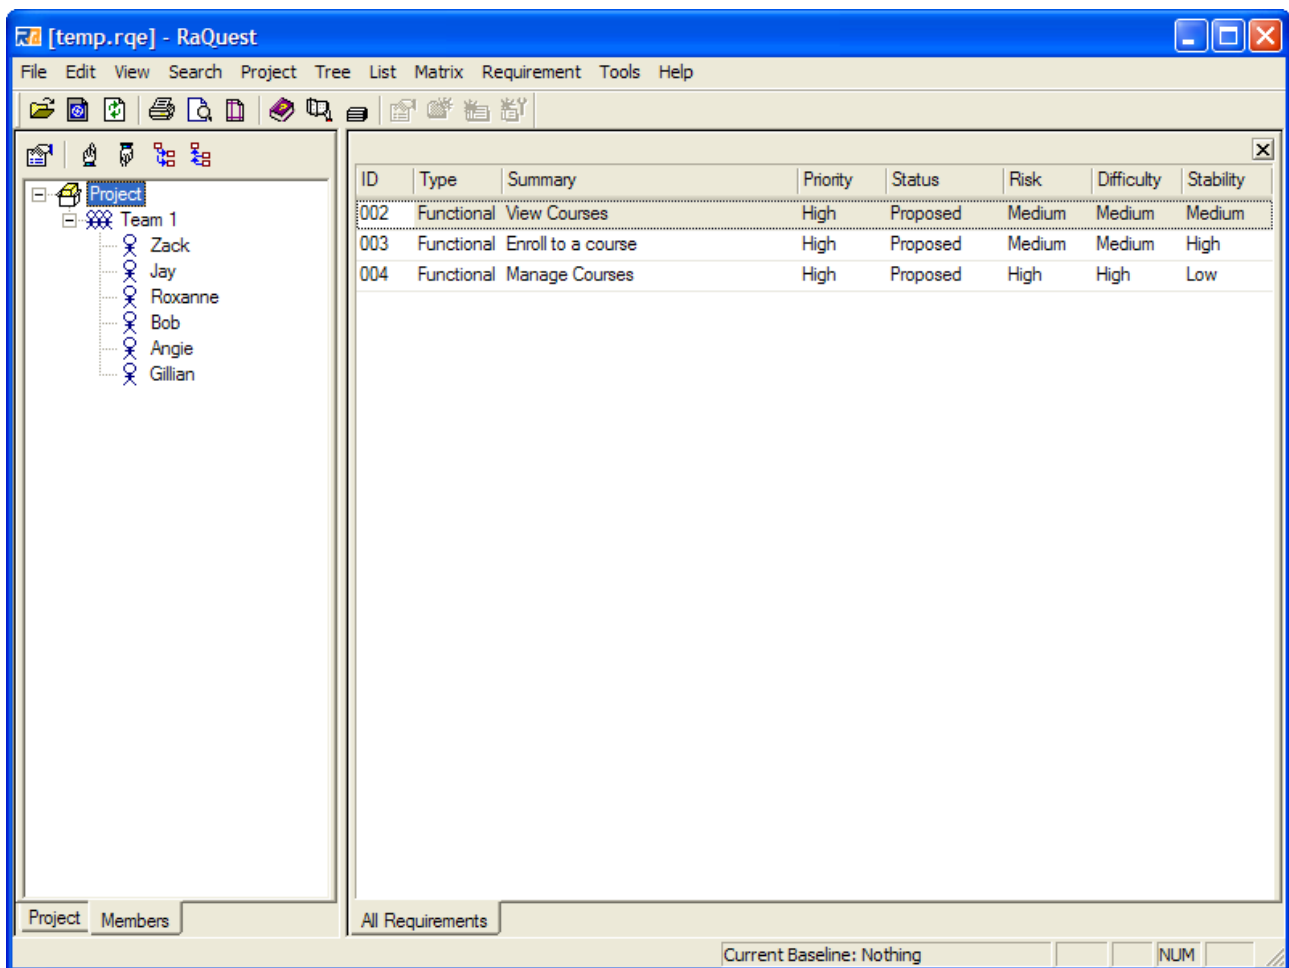 [temp.rqe] - RaQuest
File Edit View Search Project Tree List Matrix Requirement Tools Help
Project
Team 1
Zack
Jay
Roxanne
Bob
Angie
Gillian
Project Members
ID Type Summary Priority Status Risk Difficulty Stability
002 Functional View Courses High Proposed Medium Medium Medium
003 Functional Enroll to a course High Proposed Medium Medium High
004 Functional Manage Courses High Proposed High High Low
All Requirements
Current Baseline: Nothing NUM